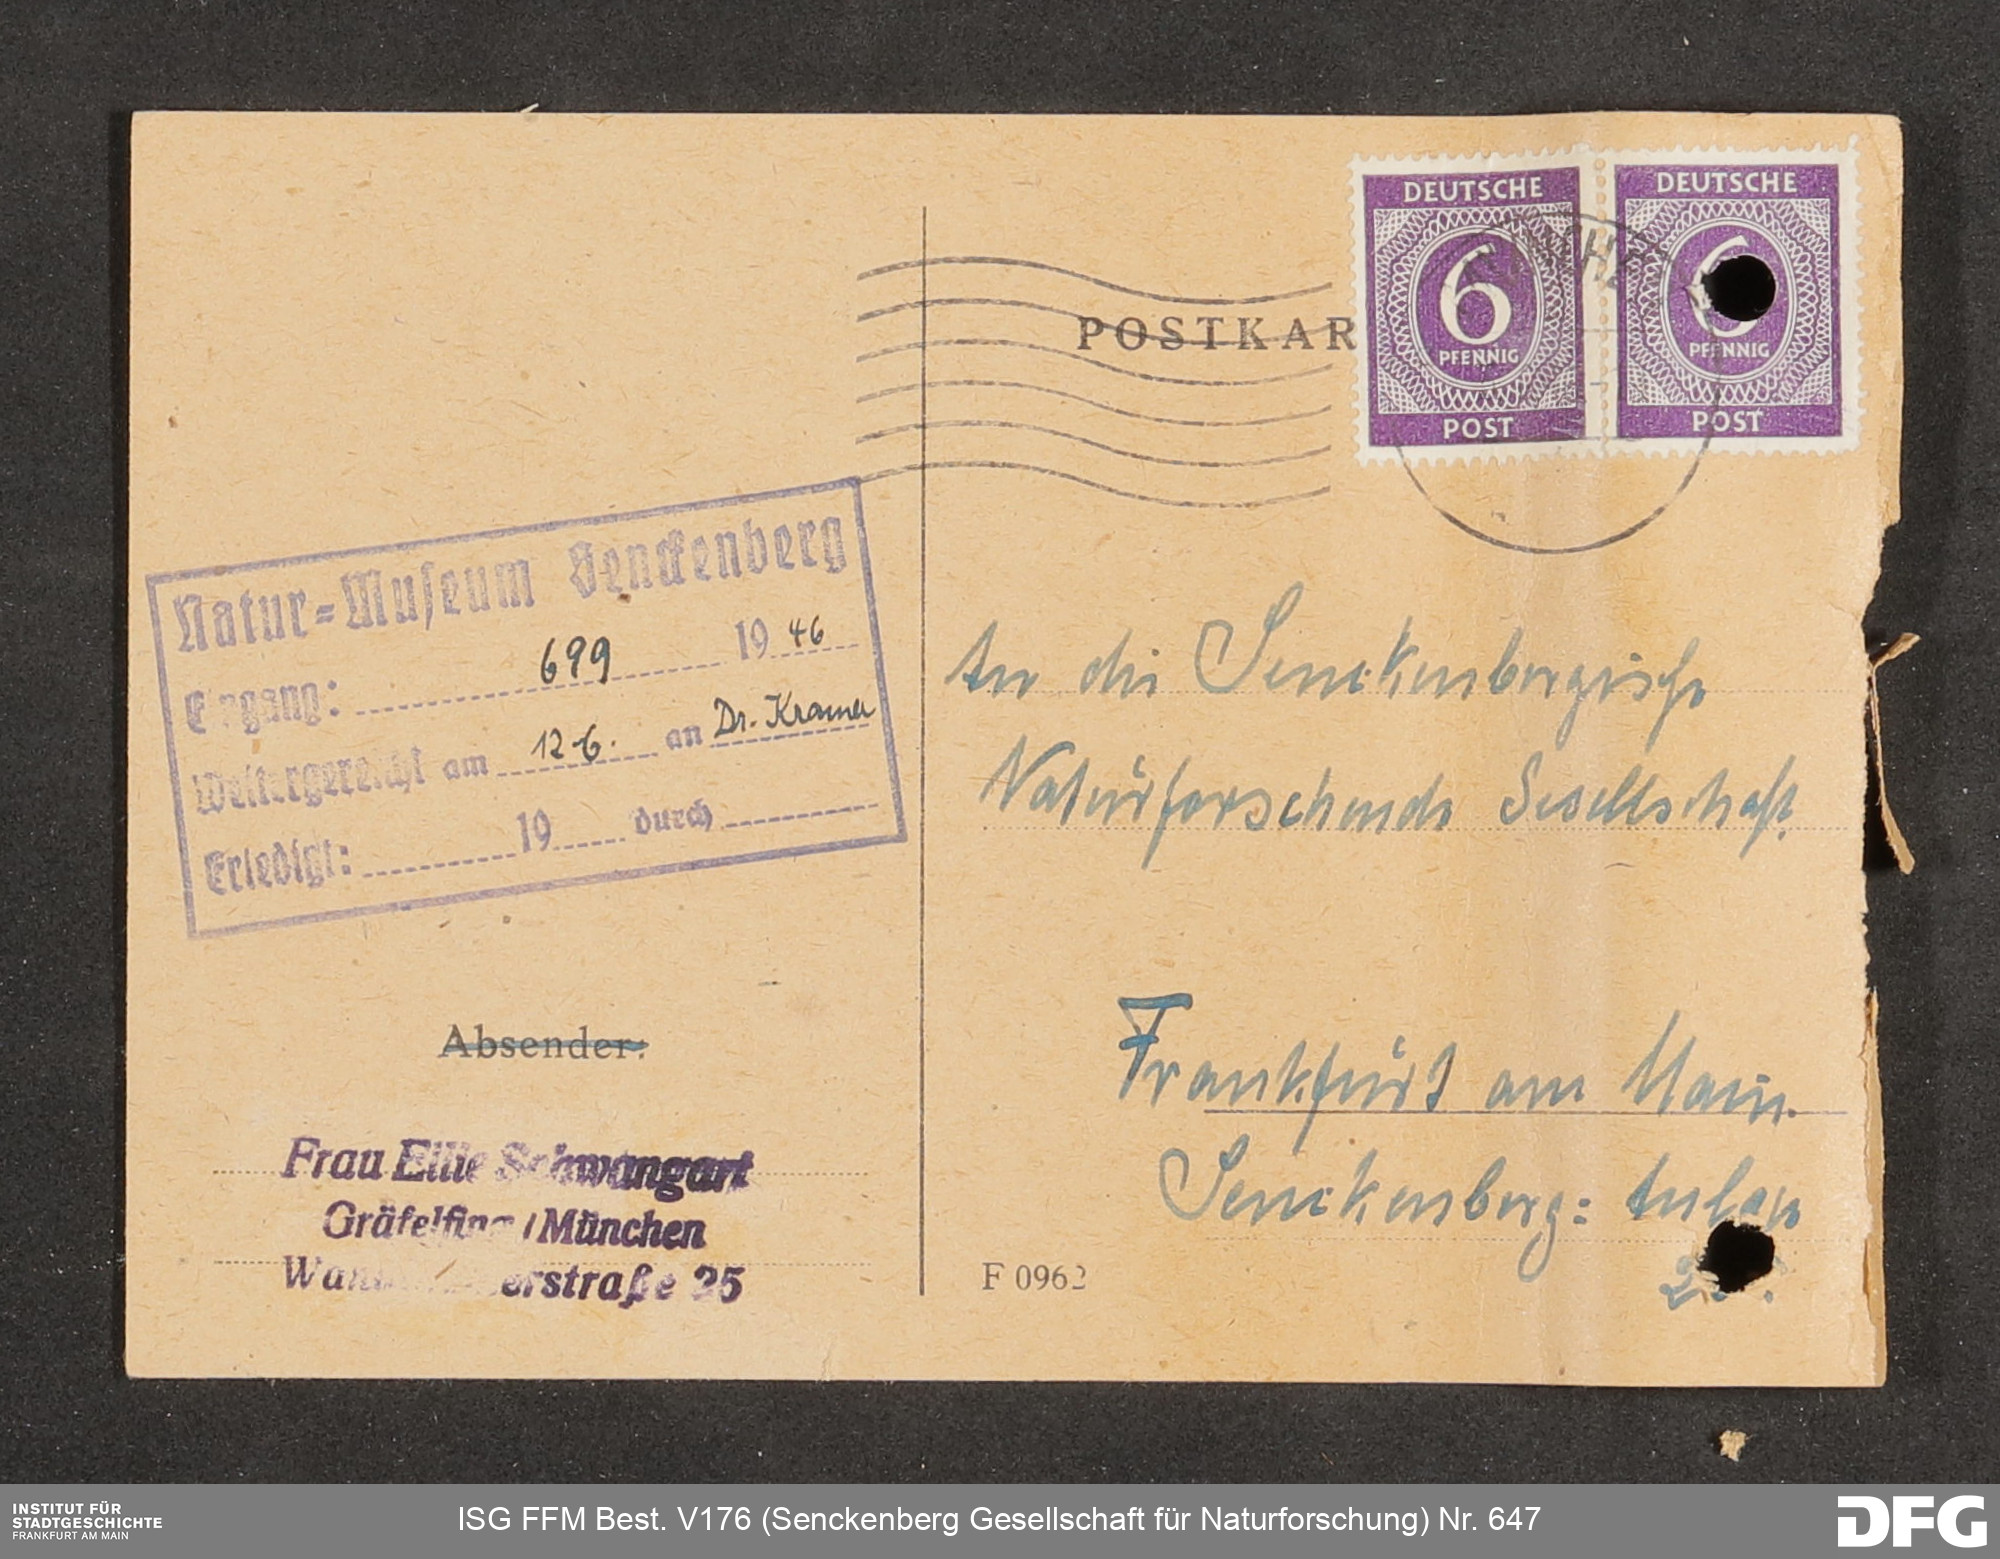 POSTKAR
DEUTSCHE
6
PFENNIG
POST
DEUTSCHE
6
PFENNIG
POST
Natur-Museum Senckenberg
Eingang: 699 1946
Weitergereicht am 12.6. an Dr. Kramer
Erledigt: 19 durch
An die Senckenbergische
Naturforschende Gesellschaft.
Frankfurt am Main.
Senckenberg: Anlage
Absender:
Frau Ellie Schwangart
Gräfelfing / München
erstraße 25
F 0962
INSTITUT FÜR
STADTGESCHICHTE
FRANKFURT AM MAIN
ISG FFM Best. V176 (Senckenberg Gesellschaft für Naturforschung) Nr. 647
DFG